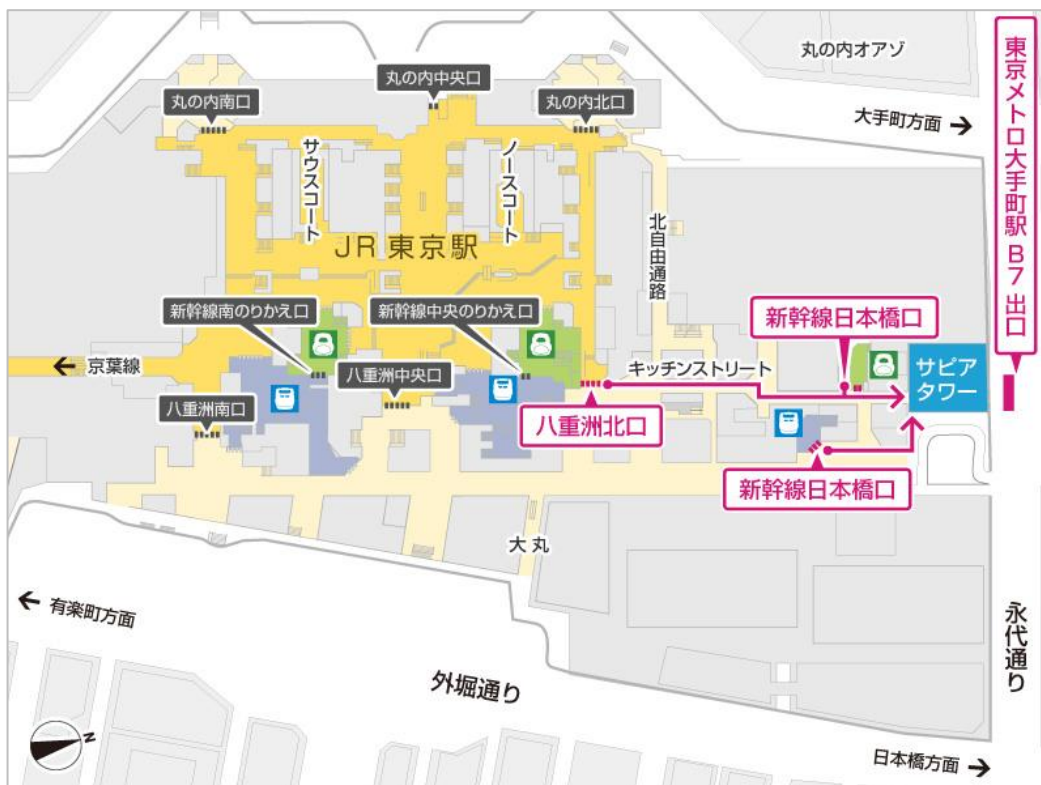 丸の内オアゾ
丸の内中央口
丸の内南口
丸の内北口
大手町方面
東京メトロ大手町駅 B7 出口
サウスコート
ノースコート
北自由通路
JR 東京駅
新幹線南のりかえ口
新幹線中央のりかえ口
新幹線日本橋口
京葉線
八重洲中央口
キッチンストリート
サピア
タワー
八重洲南口
八重洲北口
新幹線日本橋口
大丸
有楽町方面
永代通り
外堀通り
N
日本橋方面